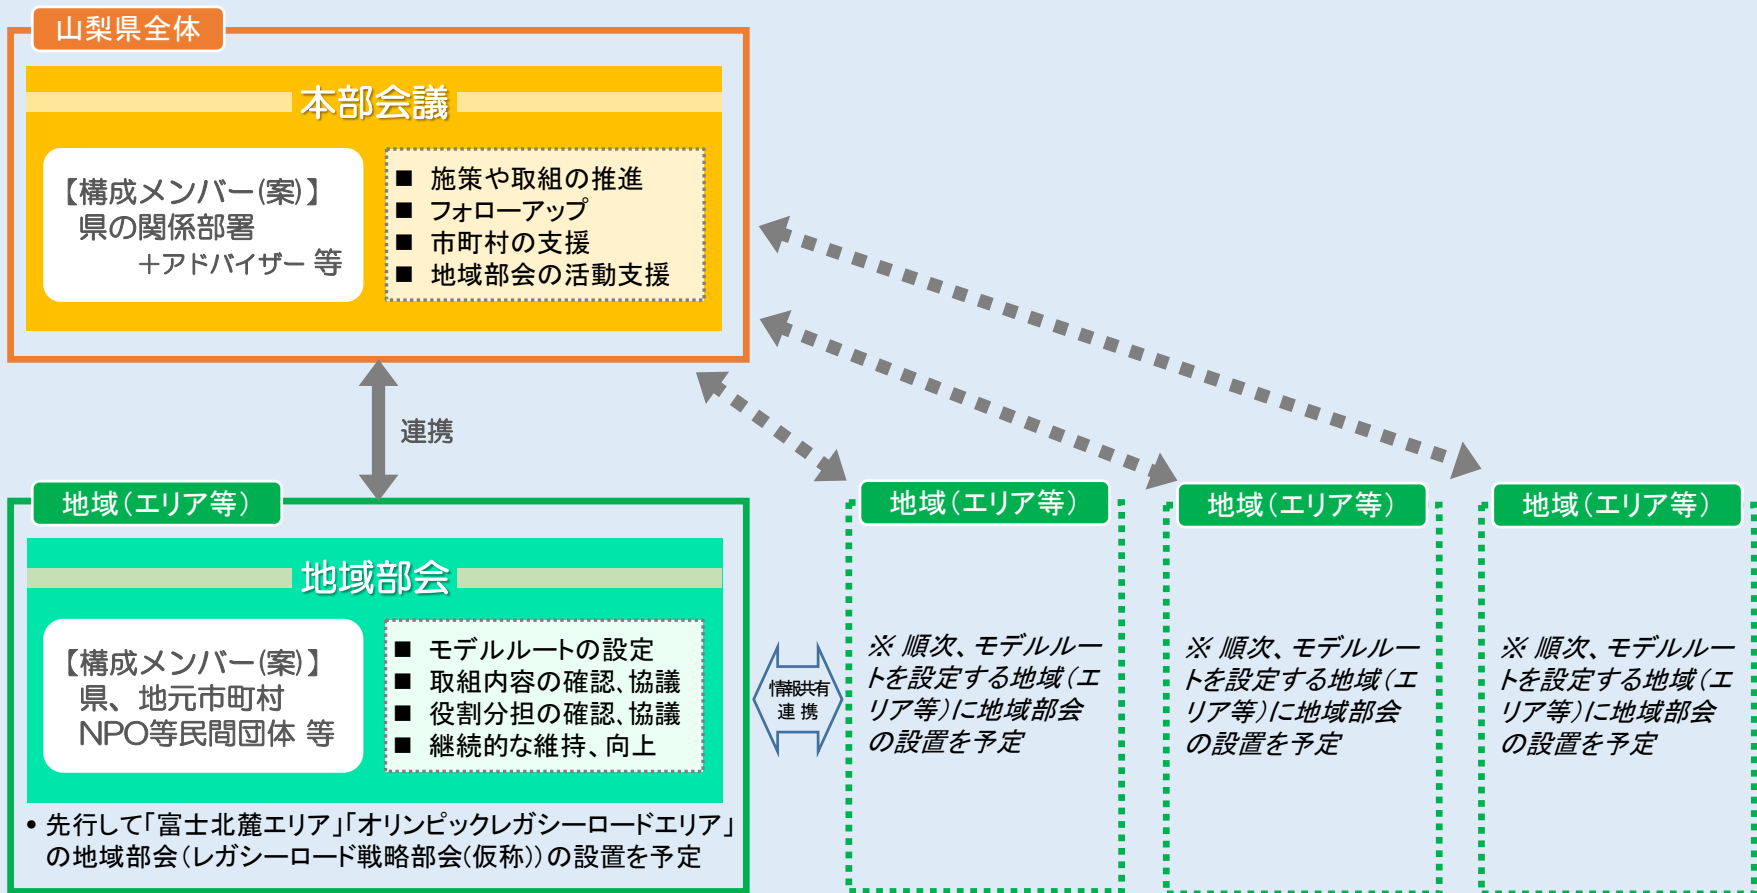 山梨県全体
本部会議
【構成メンバー(案)】
県の関係部署
＋アドバイザー 等
■ 施策や取組の推進
■ フォローアップ
■ 市町村の支援
■ 地域部会の活動支援
連携
地域（エリア等）
地域部会
【構成メンバー(案)】
県、地元市町村
NPO等民間団体 等
■ モデルルートの設定
■ 取組内容の確認、協議
■ 役割分担の確認、協議
■ 継続的な維持、向上
• 先行して「富士北麓エリア」「オリンピックレガシーロードエリア」
の地域部会（レガシーロード戦略部会(仮称)）の設置を予定
情報共有
連 携
地域（エリア等）
※ 順次、モデルルー
トを設定する地域（エ
リア等）に地域部会
の設置を予定
地域（エリア等）
※ 順次、モデルルー
トを設定する地域（エ
リア等）に地域部会
の設置を予定
地域（エリア等）
※ 順次、モデルルー
トを設定する地域（エ
リア等）に地域部会
の設置を予定